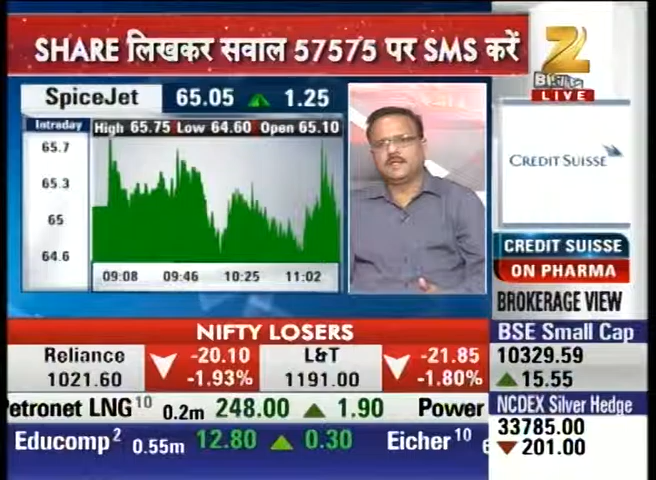 SHARE लिखकर सवाल 57575 पर SMS करें
LIVE
SpiceJet 65.05 1.25
Intraday High 65.75 Low 64.60 Open 65.10
65.7
65.3
65
64.6
09:08 09:46 10:25 11:02
CREDIT SUISSE
CREDIT SUISSE
ON PHARMA
BROKERAGE VIEW
NIFTY LOSERS
Reliance -20.10 L&T -21.85
1021.60 -1.93% 1191.00 -1.80%
BSE Small Cap
10329.59
15.55
etronet LNG 10 0.2m 248.00 1.90 Power
NCDEX Silver Hedge
33785.00
201.00
Educomp 2 0.55m 12.80 0.30 Eicher 10